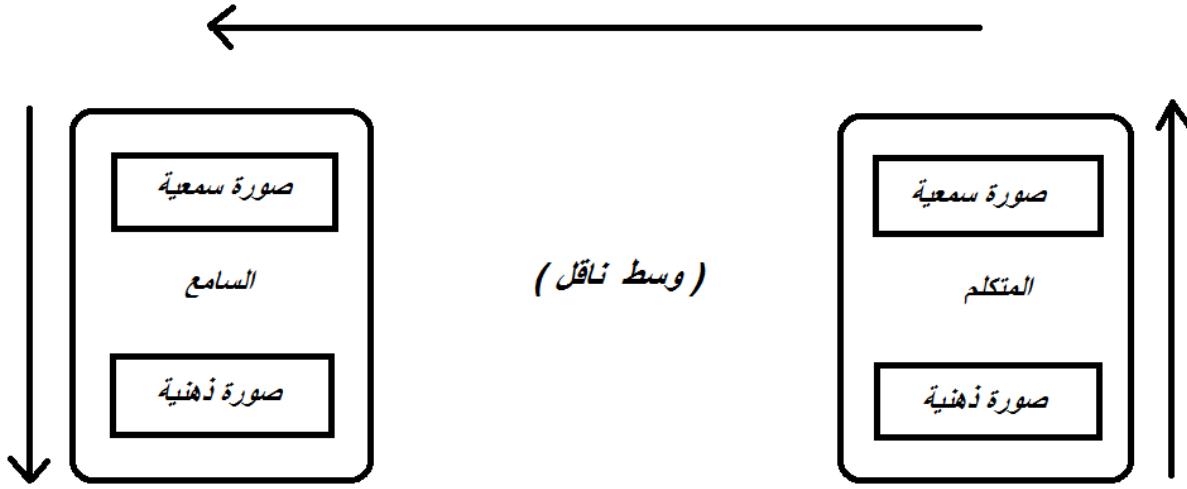 صورة سمعية
المتكلم
صورة ذهنية
( وسط ناقل )
صورة سمعية
السامع
صورة ذهنية